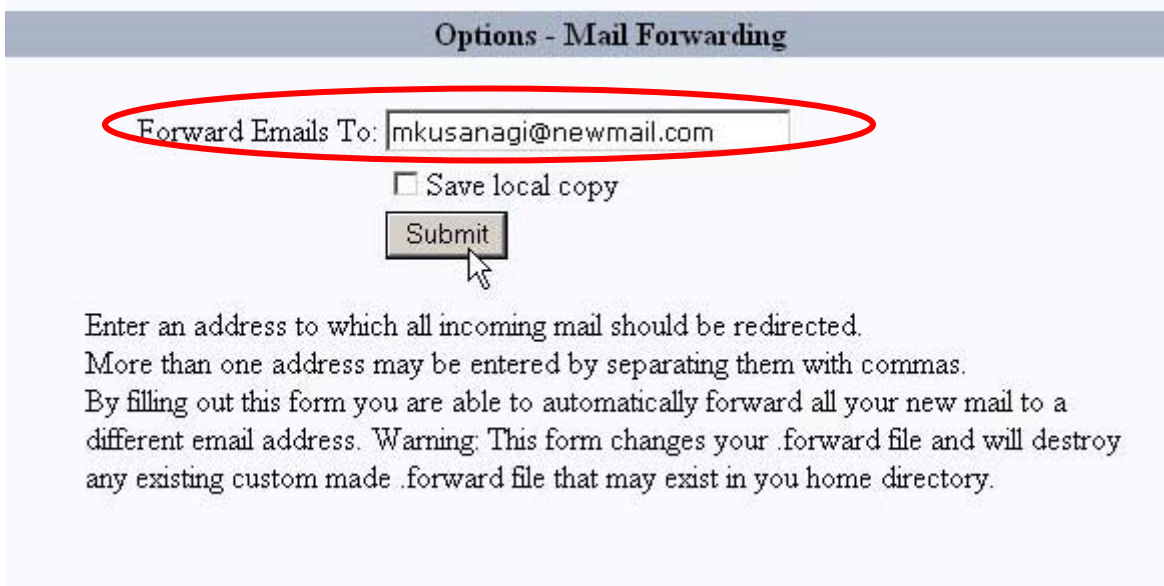 Options - Mail Forwarding
Forward Emails To: mkusanagi@newmail.com
Save local copy
Submit
Enter an address to which all incoming mail should be redirected.
More than one address may be entered by separating them with commas.
By filling out this form you are able to automatically forward all your new mail to a
different email address. Warning: This form changes your .forward file and will destroy
any existing custom made .forward file that may exist in you home directory.